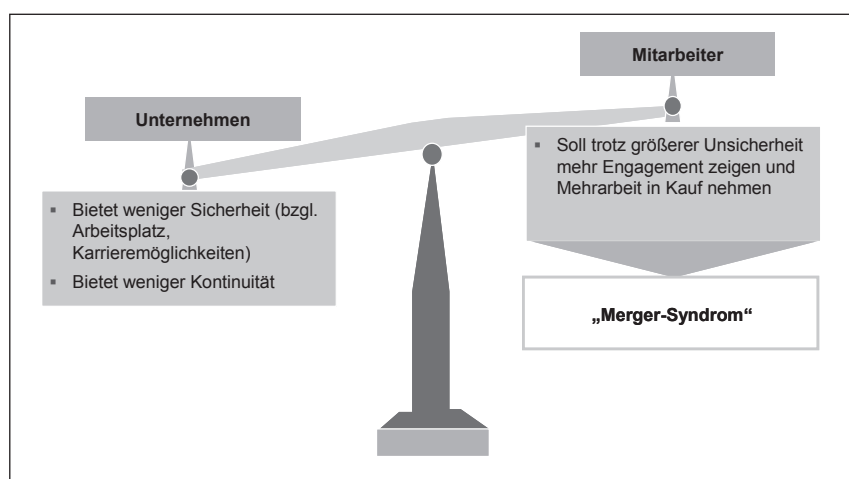 Mitarbeiter
Unternehmen
▪ Soll trotz größerer Unsicherheit
mehr Engagement zeigen und
Mehrarbeit in Kauf nehmen
▪ Bietet weniger Sicherheit (bzgl.
Arbeitsplatz,
Karrieremöglichkeiten)
▪ Bietet weniger Kontinuität
„Merger-Syndrom“